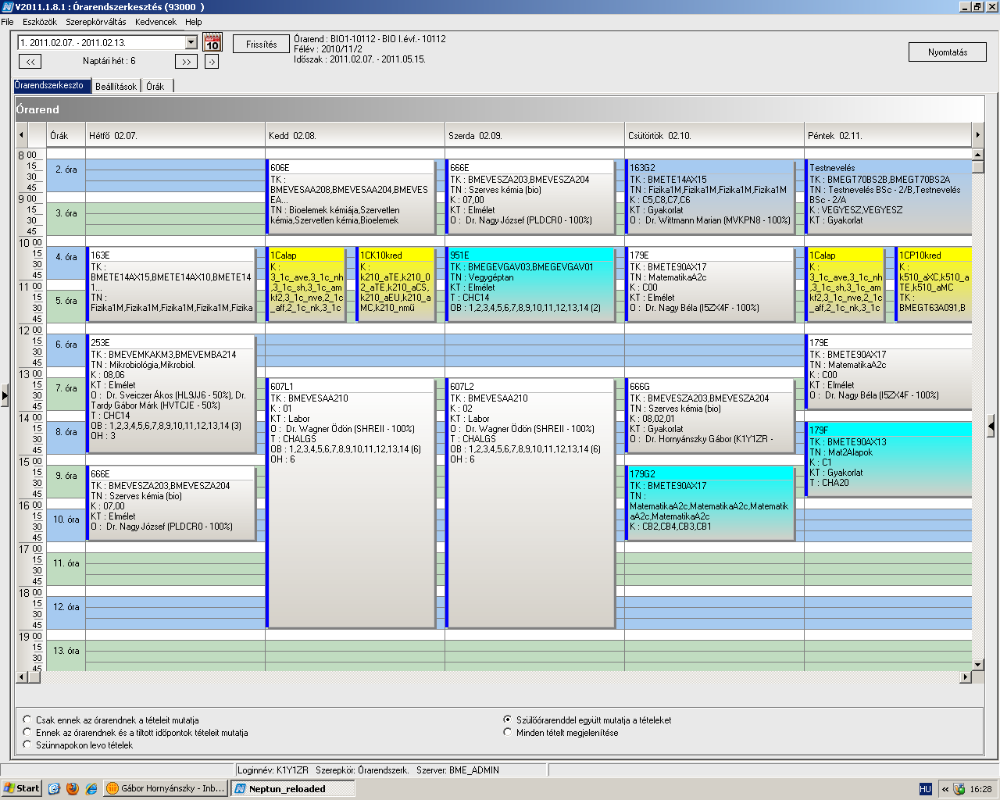 V2011.1.8.1 : Órarendszerkesztés (93000  )
File Eszközök Szerepkörváltás Kedvencek Help
1. 2011.02.07. - 2011.02.13.
10
Frissítés
Órarend : BIO1-10112 - BIO I.évf.- 10112
Félév : 2010/11/2
Időszak : 2011.02.07. - 2011.05.15.
Nyomtatás
<< Naptári hét : 6 >> ->
Órarendszerkeszto Beállítások Órák
Órarend
Órák Hétfő 02.07. Kedd 02.08. Szerda 02.09. Csütörtök 02.10. Péntek 02.11.
8 00
15
30
45
9 00
15
30
45
10 00
15
30
45
11 00
15
30
45
12 00
15
30
45
13 00
15
30
45
14 00
15
30
45
15 00
15
30
45
16 00
15
30
45
17 00
15
30
45
18 00
15
30
45
19 00
15
30
45
2. óra
3. óra
4. óra
5. óra
6. óra
7. óra
8. óra
9. óra
10. óra
11. óra
12. óra
13. óra
163E
TK :
BMETE14AX15,BMETE14AX10,BMETE14
1...
TN :
Fizika1M,Fizika1M,Fizika1M,Fizika1M,Fizika
253E
TK : BMEVEMKAKM3,BMEVEMBA214
TN : Mikrobiológia,Mikrobiol.
K : 08,06
KT : Elmélet
O : Dr. Sveiczer Ákos (HL9JJ6 - 50%), Dr.
Tardy Gábor Márk (HVTCJE - 50%)
T : CHC14
OB : 1,2,3,4,5,6,7,8,9,10,11,12,13,14 (3)
OH : 3
666E
TK : BMEVESZA203,BMEVESZA204
TN : Szerves kémia (bio)
K : 07,00
KT : Elmélet
O : Dr. Nagy József (PLDCR0 - 100%)
606E
TK :
BMEVESAA208,BMEVESAA204,BMEVES
EA...
TN : Bioelemek kémiája,Szervetlen
kémia,Szervetlen kémia,Bioelemek
1Calap
K :
3_1c_ave,3_1c_nh
,3_1c_sh,3_1c_am
kf2,3_1c_nve,2_1c
_aff,2_1c_nk,3_1c
1CK10kred
K :
k210_aTE,k210_0
2_aTE,k210_aCS,
k210_aEU,k210_a
MC,k210_nmű
607L1
TK : BMEVESAA210
K : 01
KT : Labor
O : Dr. Wagner Ödön (SHREII - 100%)
T : CHALGS
OB : 1,2,3,4,5,6,7,8,9,10,11,12,13,14 (6)
OH : 6
666E
TK : BMEVESZA203,BMEVESZA204
TN : Szerves kémia (bio)
K : 07,00
KT : Elmélet
O : Dr. Nagy József (PLDCR0 - 100%)
951E
TK : BMEGEVGAV03,BMEGEVGAV01
TN : Vegygéptan
KT : Elmélet
T : CHC14
OB : 1,2,3,4,5,6,7,8,9,10,11,12,13,14 (2)
607L2
TK : BMEVESAA210
K : 02
KT : Labor
O : Dr. Wagner Ödön (SHREII - 100%)
T : CHALGS
OB : 1,2,3,4,5,6,7,8,9,10,11,12,13,14 (6)
OH : 6
163G2
TK : BMETE14AX15
TN : Fizika1M,Fizika1M,Fizika1M,Fizika1M
K : C5,C8,C7,C6
KT : Gyakorlat
O : Dr. Wittmann Marian (MVKPN8 - 100%)
179E
TK : BMETE90AX17
TN : MatematikaA2c
K : C00
KT : Elmélet
O : Dr. Nagy Béla (I5ZX4F - 100%)
666G
TK : BMEVESZA203,BMEVESZA204
TN : Szerves kémia (bio)
K : 08,02,01
KT : Gyakorlat
O : Dr. Hornyánszky Gábor (K1Y1ZR -
179G2
TK : BMETE90AX17
TN :
MatematikaA2c,MatematikaA2c,Matematik
aA2c,MatematikaA2c
K : CB2,CB4,CB3,CB1
Testnevelés
TK : BMEGT70BS2B,BMEGT70BS2A
TN : Testnevelés BSc - 2/B,Testnevelés
BSc - 2/A
K : VEGYESZ,VEGYESZ
KT : Gyakorlat
1Calap
K :
3_1c_ave,3_1c_nh
,3_1c_sh,3_1c_am
kf2,3_1c_nve,2_1c
_aff,2_1c_nk,3_1c
1CP10kred
K :
k510_aXC,k510_a
TE,k510_aMC
TK :
BMEGT63A091,B
179E
TK : BMETE90AX17
TN : MatematikaA2c
K : C00
KT : Elmélet
O : Dr. Nagy Béla (I5ZX4F - 100%)
179F
TK : BMETE90AX13
TN : Mat2Alapok
K : C1
KT : Gyakorlat
T : CHA20
Csak ennek az órarendnek a tételeit mutatja
Ennek az órarendnek és a tiltott időpontok tételeit mutatja
Szünnapokon levo tételek
Szülőórarenddel együtt mutatja a tételeket
Minden tételt megjelenítése
Loginnév: K1Y1ZR Szerepkör: Órarendszerk. Szerver: BME_ADMIN
Start Gábor Hornyánszky - Inb... Neptun_reloaded HU « 16:28